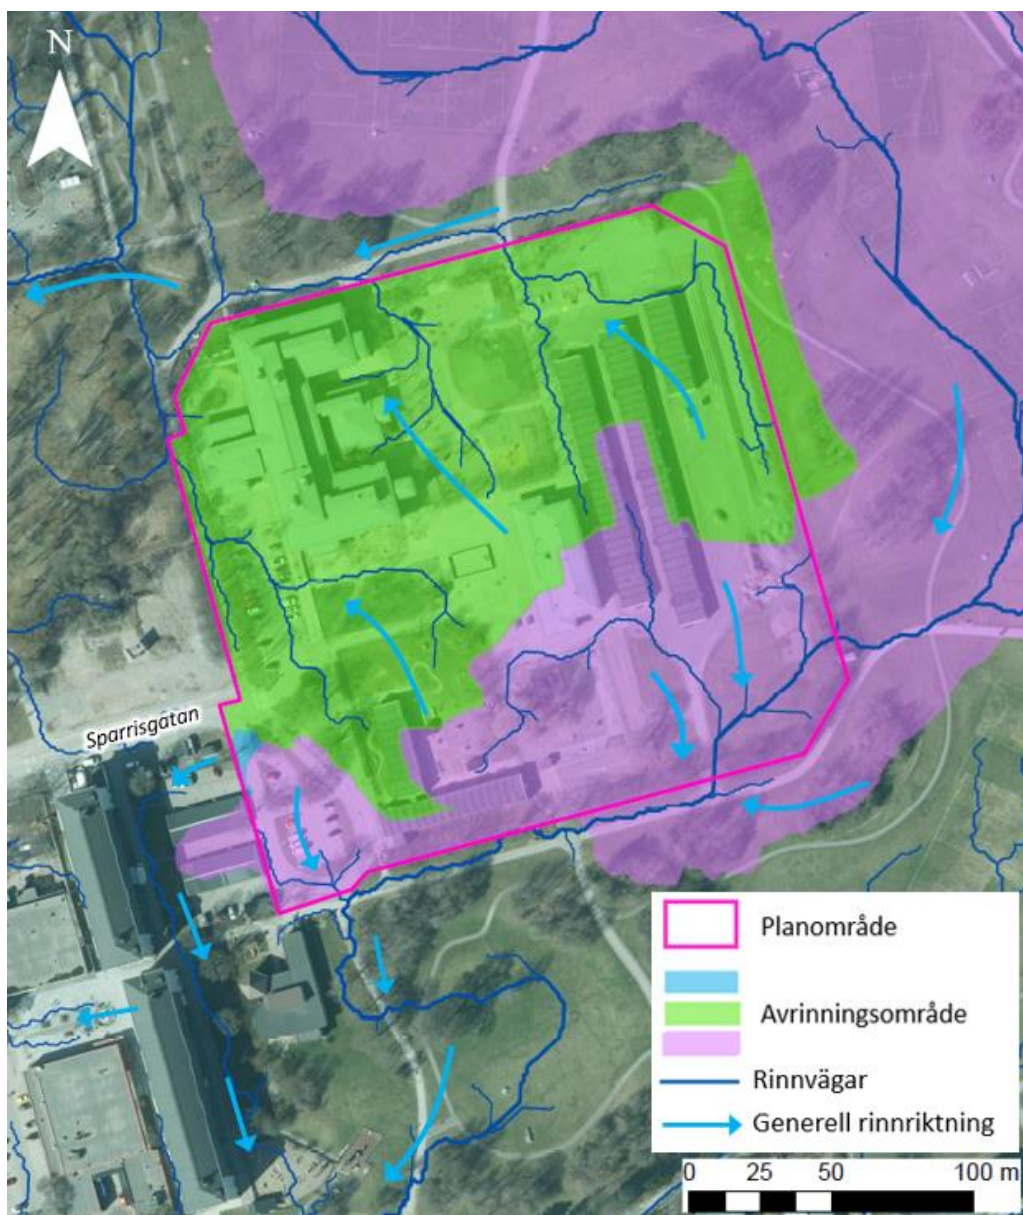 N
Sparrisgatan
Planområde
Avrinningsområde
Rinnvägar
Generell rinnriktning
0 25 50 100 m